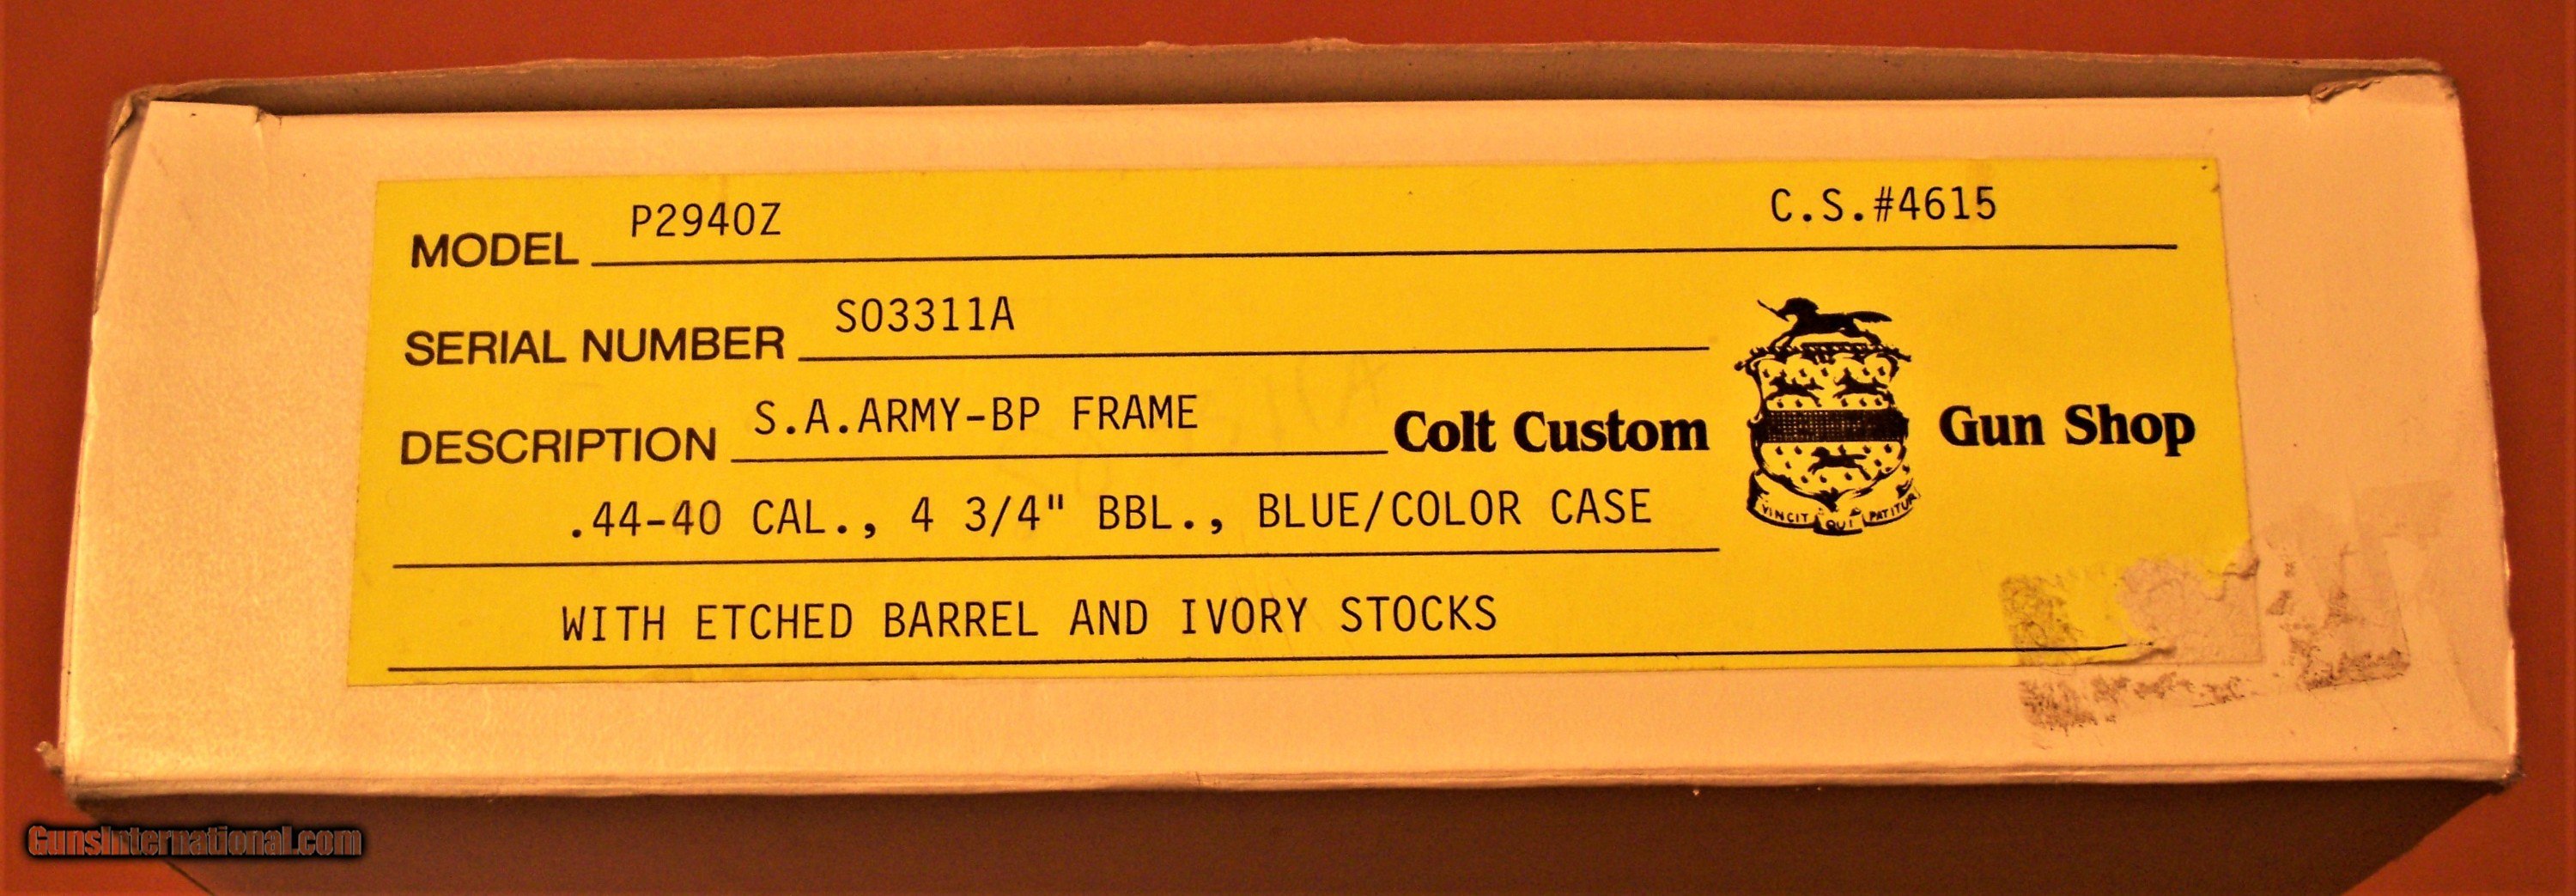 MODEL P2940Z C.S.#4615
SERIAL NUMBER S03311A
DESCRIPTION S.A.ARMY-BP FRAME
Colt Custom Gun Shop
.44-40 CAL., 4 3/4" BBL., BLUE/COLOR CASE
VINCIT QUI PATITUR
WITH ETCHED BARREL AND IVORY STOCKS
GunsInternational.com